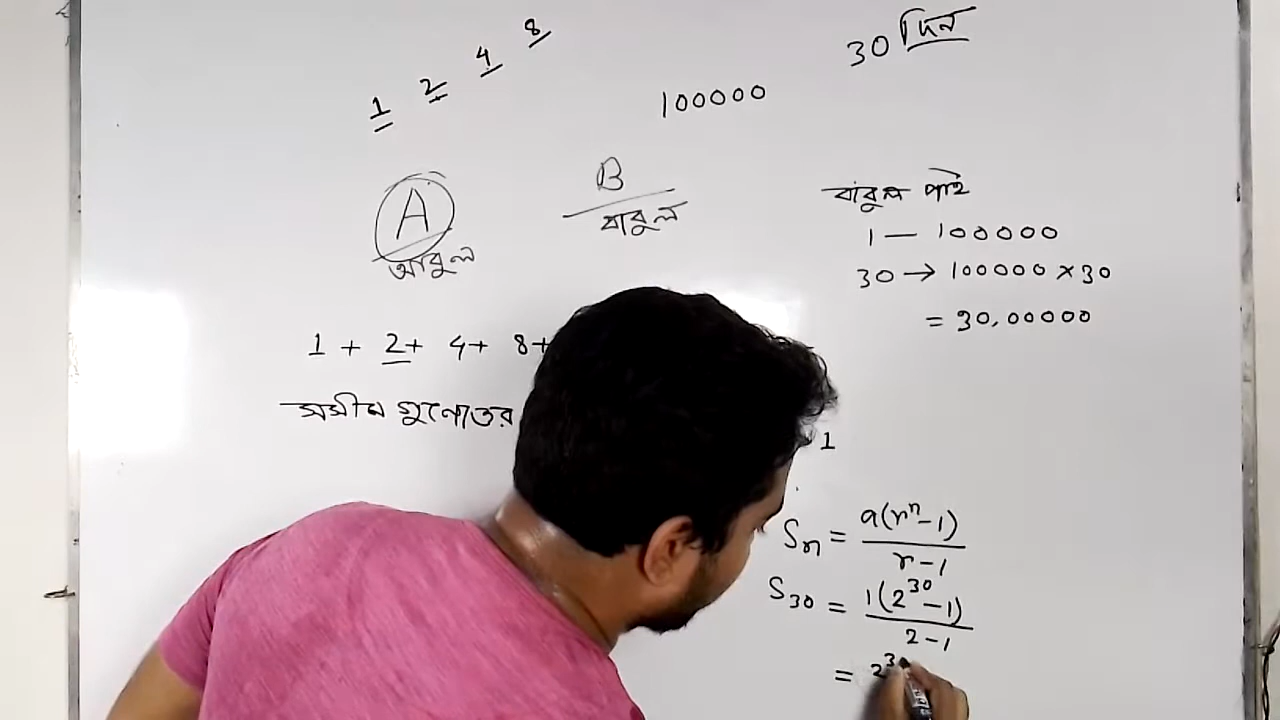 1 2 4 8
30 দিন
100000
A
আবুল
B
বাবুল
বাবুল পাই
1 — 100000
30 → 100000 × 30
= 30,00000
1 + 2 + 4 + 8 +
সসীম গুনোত্তর
1
Sn = a(rⁿ - 1) / r - 1
S30 = 1(2³⁰ - 1) / 2 - 1
= 2³